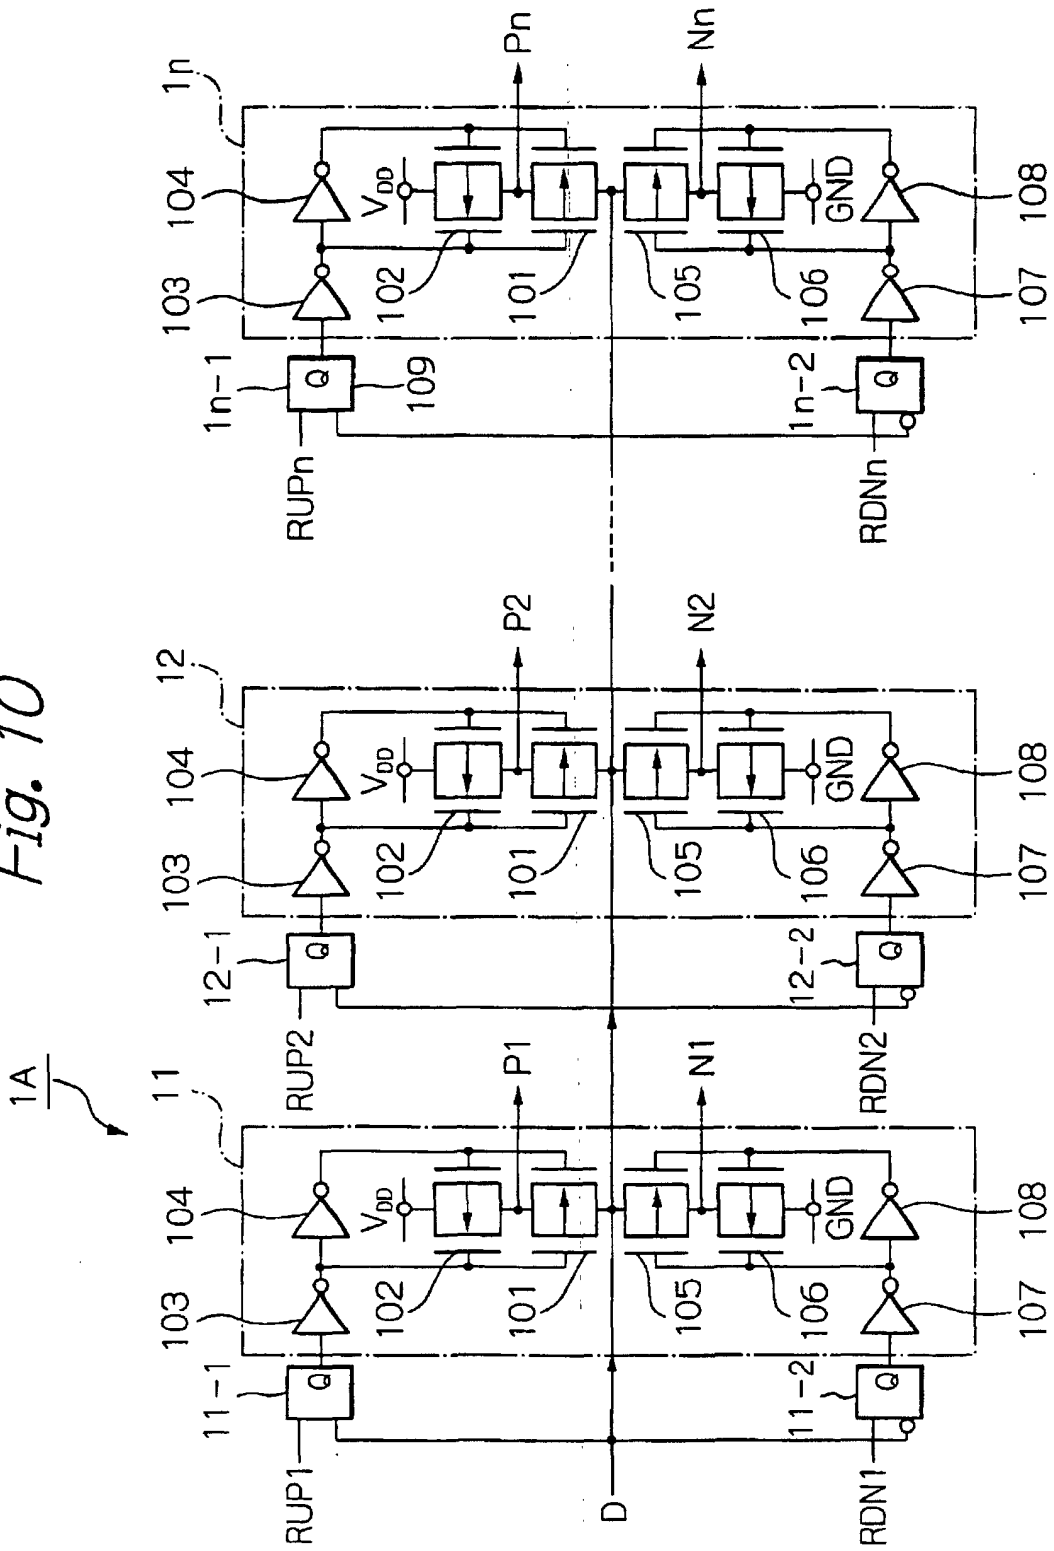 Fig. 10
1A
11
12
1n
103
104
103
104
103
104
11-1
12-1
1n-1
109
RUP1
RUP2
RUPn
VDD
VDD
VDD
102
102
102
P1
P2
Pn
101
101
101
D
105
105
105
N1
N2
Nn
106
106
106
GND
GND
GND
11-2
12-2
1n-2
RDN1
RDN2
RDNn
Q
Q
Q
Q
Q
Q
107
108
107
108
107
108